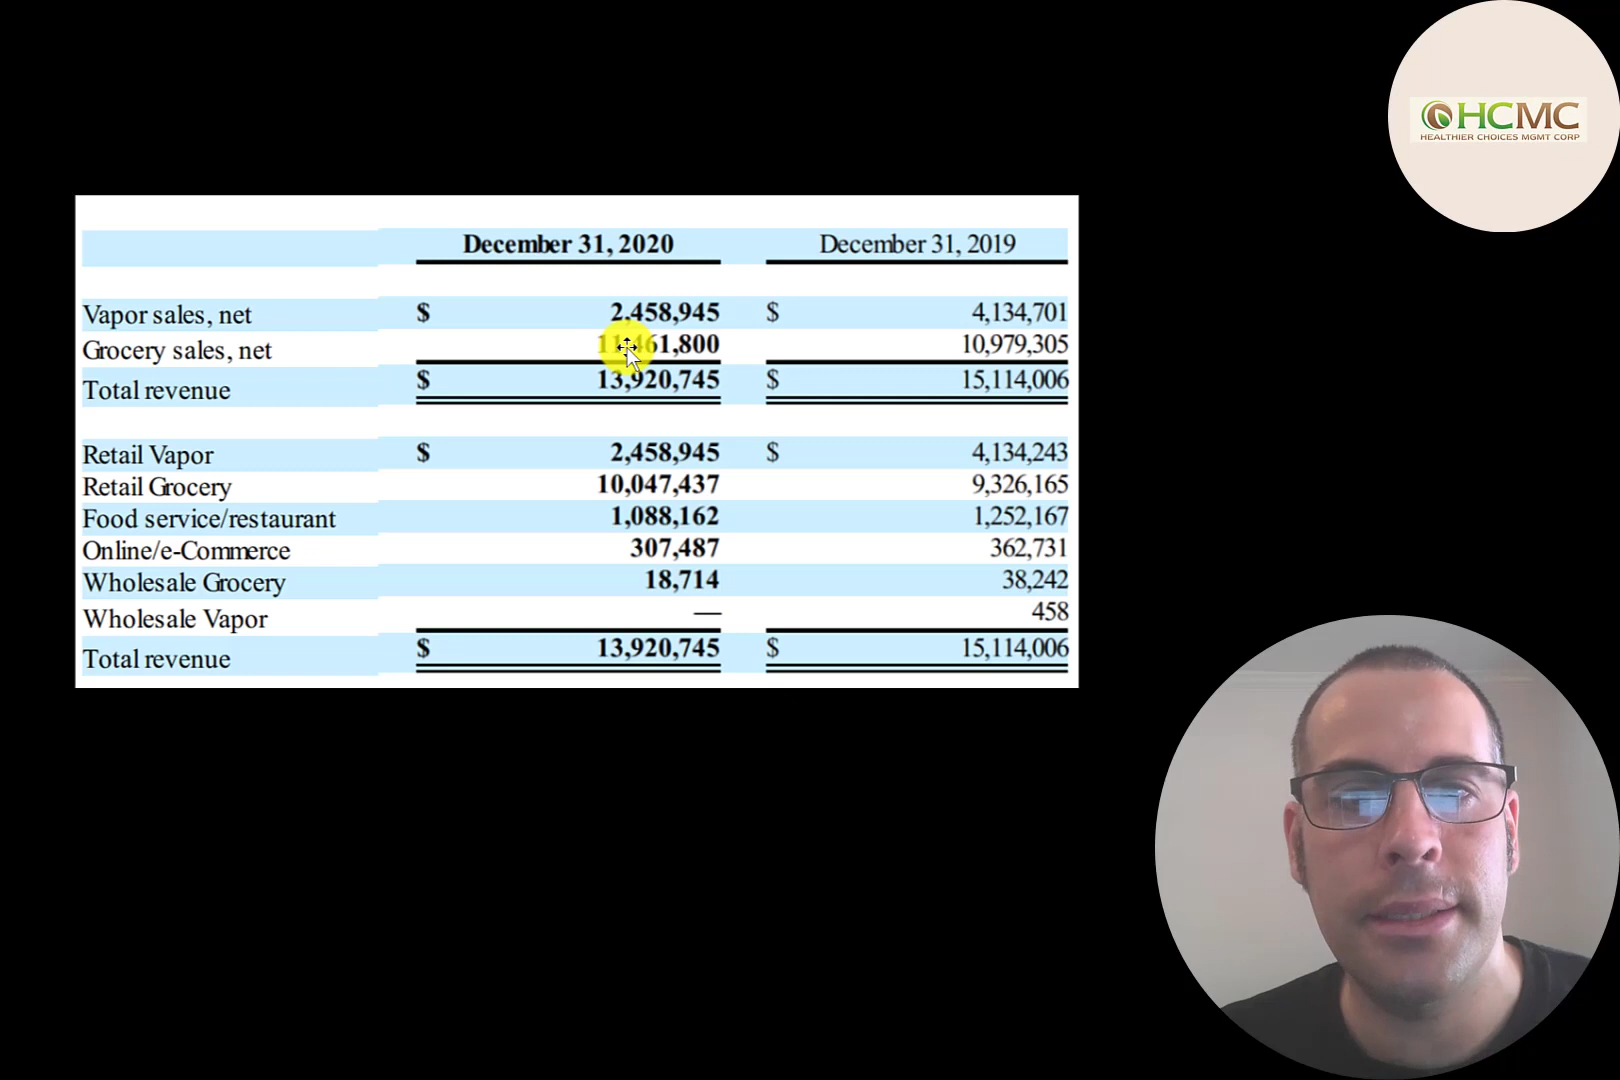 HCMC
HEALTHIER CHOICES MGMT CORP
December 31, 2020 December 31, 2019
Vapor sales, net $ 2,458,945 $ 4,134,701
Grocery sales, net 11,461,800 10,979,305
Total revenue $ 13,920,745 $ 15,114,006
Retail Vapor $ 2,458,945 $ 4,134,243
Retail Grocery 10,047,437 9,326,165
Food service/restaurant 1,088,162 1,252,167
Online/e-Commerce 307,487 362,731
Wholesale Grocery 18,714 38,242
Wholesale Vapor — 458
Total revenue $ 13,920,745 $ 15,114,006